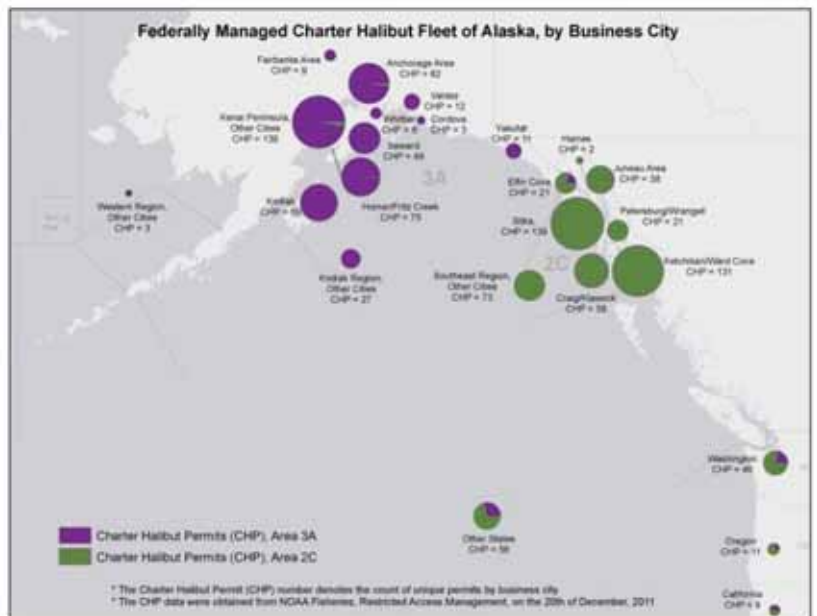 Federally Managed Charter Halibut Fleet of Alaska, by Business City
Fairbanks Area
CHP =
Anchorage Area
CHP = 82
Kenai Peninsula,
Other Cities
CHP = 138
Valdez
CHP = 12
Whittier
CHP = 6
Cordova
CHP = 3
Seward
CHP =
Yakutat
CHP = 11
Haines
CHP = 2
3A
Elfin Cove
CHP = 21
Juneau Area
CHP = 38
Western Region,
Other Cities
CHP = 3
Kodiak
CHP =
Homer/Fritz Creek
CHP = 75
Sitka,
CHP = 139
Petersburg/Wrangell
CHP = 21
Kodiak Region,
Other Cities
CHP = 27
2C
Southeast Region,
Other Cities
CHP = 73
Ketchikan/Ward Cove
CHP = 131
Craig/Klawock
CHP =
Washington
CHP =
Other States
CHP =
Oregon
CHP = 11
California
CHP =
Charter Halibut Permits (CHP), Area 3A
Charter Halibut Permits (CHP), Area 2C
* The Charter Halibut Permit (CHP) number denotes the count of unique permits by business city
* The CHP data were obtained from NOAA Fisheries, Restricted Access Management, on the 20th of December, 2011